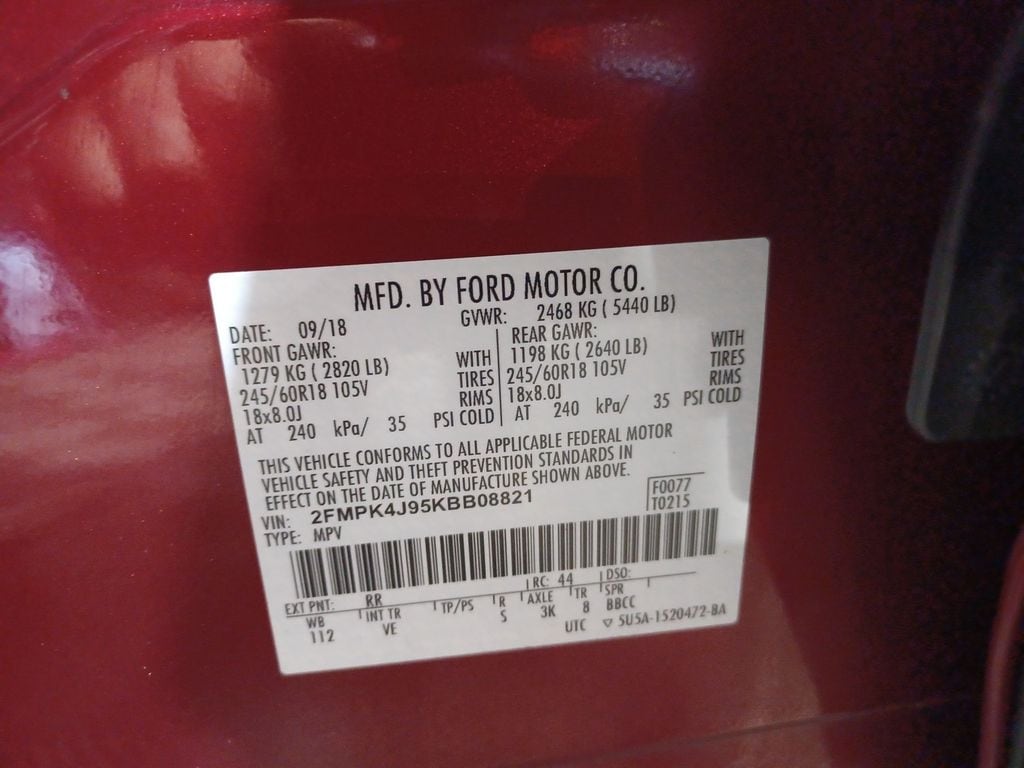 MFD. BY FORD MOTOR CO.
DATE: 09/18 GVWR: 2468 KG ( 5440 LB)
FRONT GAWR: REAR GAWR:
1279 KG ( 2820 LB) WITH 1198 KG ( 2640 LB) WITH
245/60R18 105V TIRES 245/60R18 105V TIRES
18x8.0J RIMS 18x8.0J RIMS
AT 240 kPa/ 35 PSI COLD AT 240 kPa/ 35 PSI COLD
THIS VEHICLE CONFORMS TO ALL APPLICABLE FEDERAL MOTOR
VEHICLE SAFETY AND THEFT PREVENTION STANDARDS IN
EFFECT ON THE DATE OF MANUFACTURE SHOWN ABOVE.
VIN: 2FMPK4J95KBB08821 F0077
TYPE: MPV T0215
EXT PNT: RR RC: 44 DSO:
WB INT TR TP/PS R AXLE TR SPR
112 VE S 3K 8 BBCC
UTC ▽ 5U5A-1520472-BA